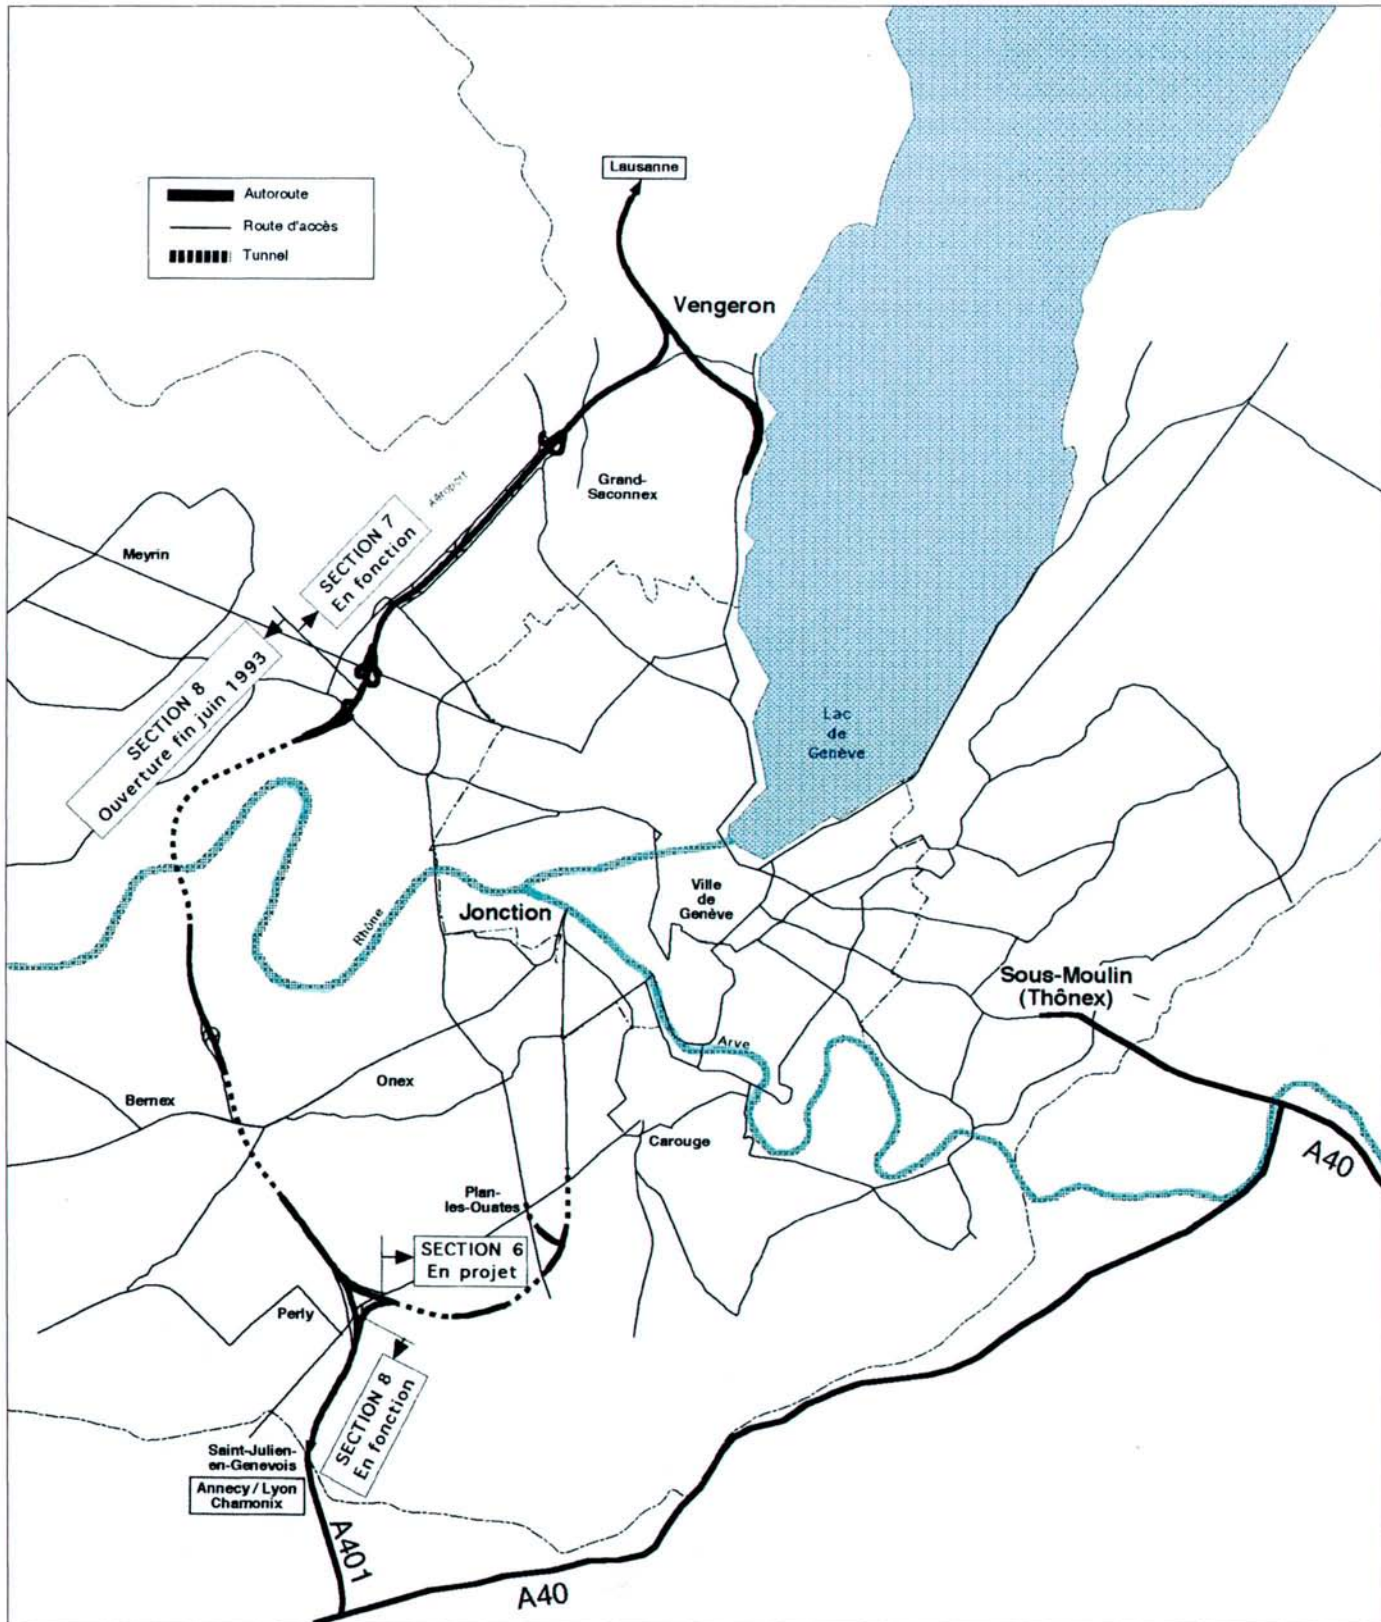 Lausanne
Autoroute
Route d'accès
Tunnel
Vengeron
Aéroport
Grand-
Saconnex
SECTION 7
En fonction
Meyrin
SECTION 8
Ouverture fin juin 1993
Lac
de
Genève
Ville
de
Genève
Jonction
Rhône
Sous-Moulin
(Thônex)
Arve
Onex
Bernex
Carouge
A40
Plan-
les-Ouates
SECTION 6
En projet
Perly
SECTION 8
En fonction
Saint-Julien-
en-Genevois
Annecy / Lyon
Chamonix
A401
A40